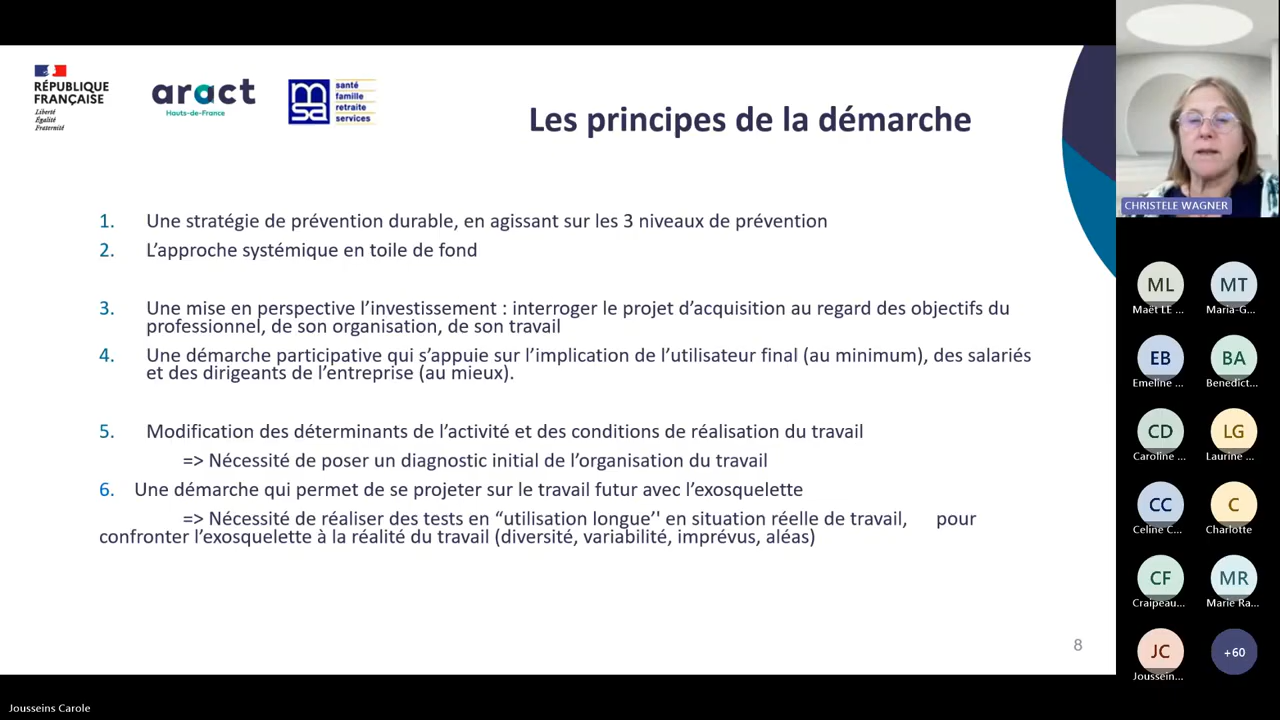 RÉPUBLIQUE
FRANÇAISE
Liberté
Égalité
Fraternité
aract
Hauts-de-France
msa
santé
famille
retraite
services
Les principes de la démarche
1. Une stratégie de prévention durable, en agissant sur les 3 niveaux de prévention
2. L’approche systémique en toile de fond
3. Une mise en perspective l’investissement : interroger le projet d’acquisition au regard des objectifs du
professionnel, de son organisation, de son travail
4. Une démarche participative qui s’appuie sur l’implication de l’utilisateur final (au minimum), des salariés
et des dirigeants de l’entreprise (au mieux).
5. Modification des déterminants de l’activité et des conditions de réalisation du travail
=> Nécessité de poser un diagnostic initial de l’organisation du travail
6. Une démarche qui permet de se projeter sur le travail futur avec l’exosquelette
=> Nécessité de réaliser des tests en “utilisation longue'' en situation réelle de travail, pour
confronter l’exosquelette à la réalité du travail (diversité, variabilité, imprévus, aléas)
8
CHRISTELE WAGNER
ML
Maët LE ...
MT
Maria-G...
EB
Emeline ...
BA
Benedict...
CD
Caroline ...
LG
Laurine ...
CC
Celine C...
C
Charlotte
CF
Craipeau...
MR
Marie Ra...
JC
Joussein...
+60
Jousseins Carole